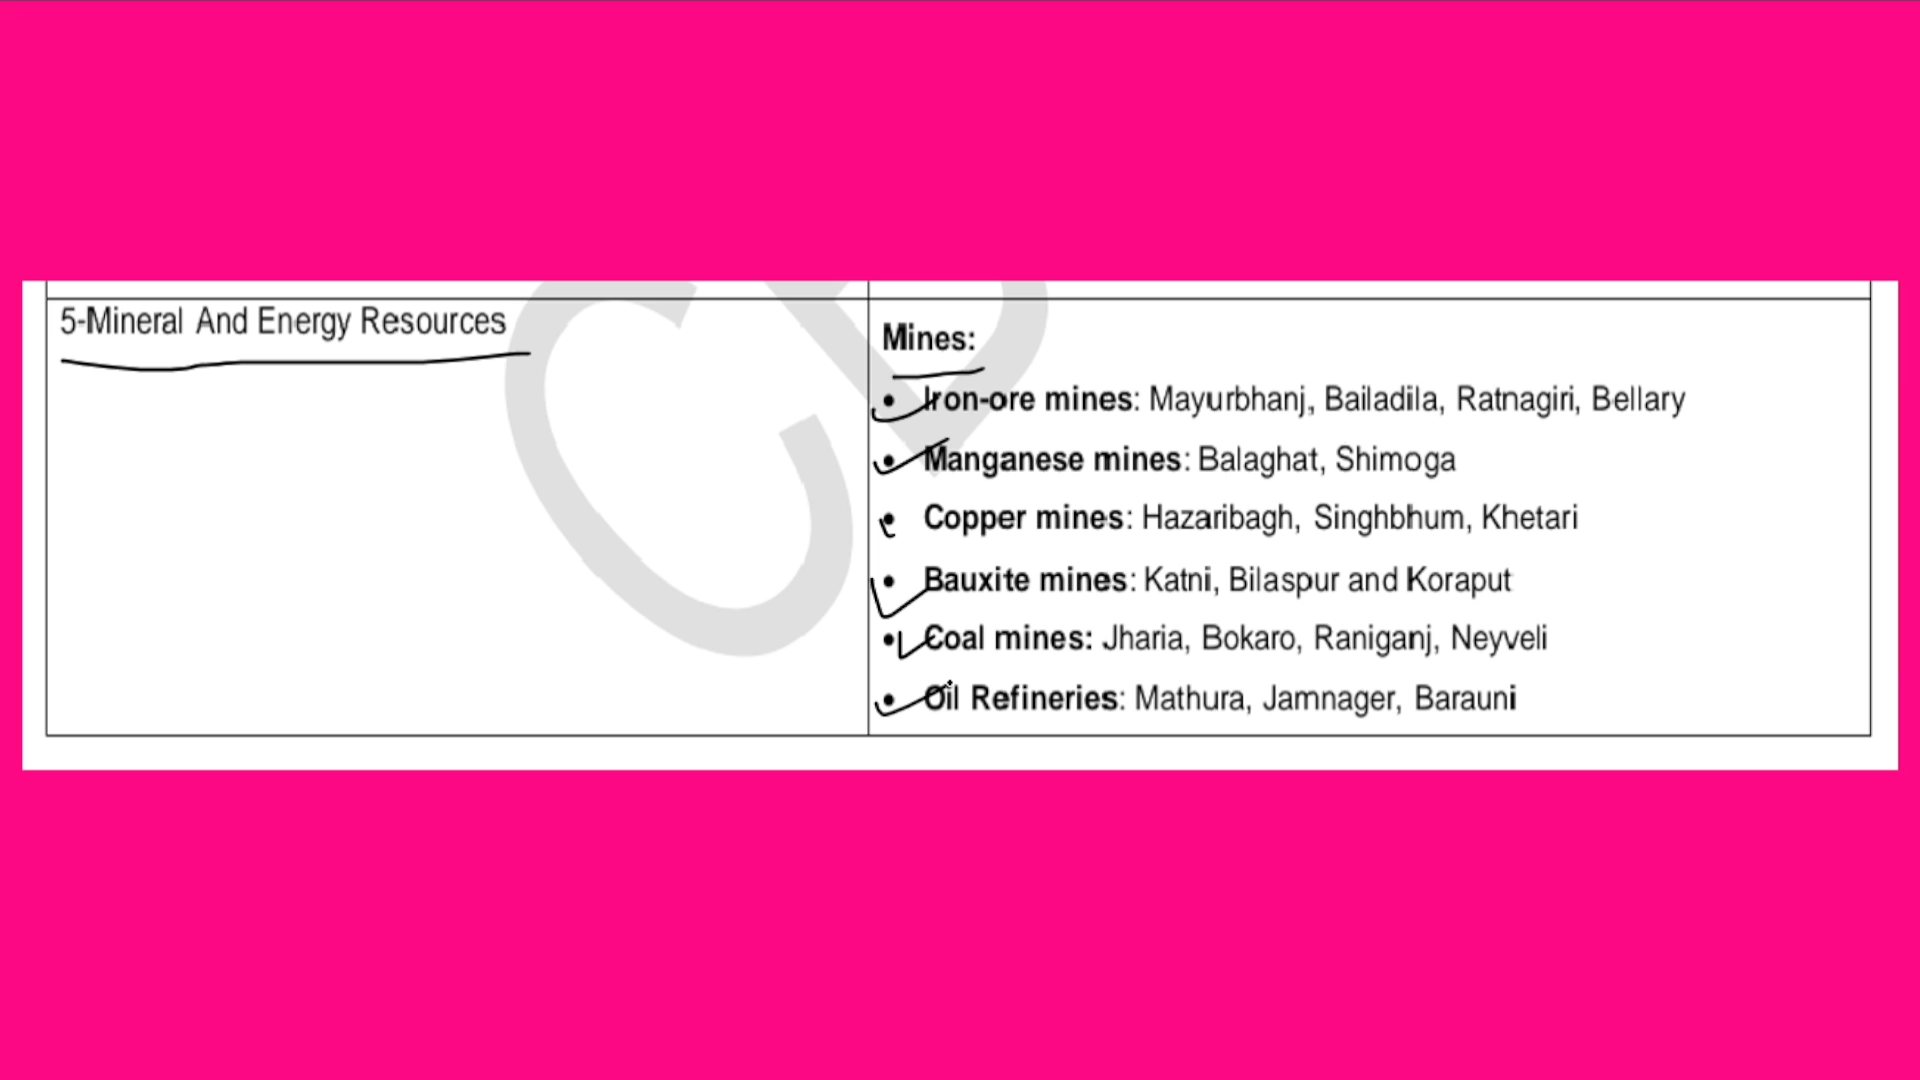 5-Mineral And Energy Resources
Mines:
• Iron-ore mines: Mayurbhanj, Bailadila, Ratnagiri, Bellary
• Manganese mines: Balaghat, Shimoga
• Copper mines: Hazaribagh, Singhbhum, Khetari
• Bauxite mines: Katni, Bilaspur and Koraput
• Coal mines: Jharia, Bokaro, Raniganj, Neyveli
• Oil Refineries: Mathura, Jamnager, Barauni